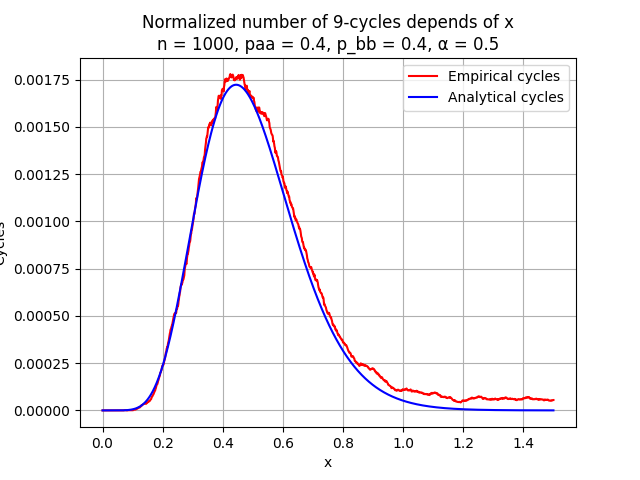 Normalized number of 9-cycles depends of x
n = 1000, paa = 0.4, p_bb = 0.4, α = 0.5
Empirical cycles
Analytical cycles
0.00175
0.00150
0.00125
0.00100
0.00075
0.00050
0.00025
0.00000
Cycles
0.0 0.2 0.4 0.6 0.8 1.0 1.2 1.4
x